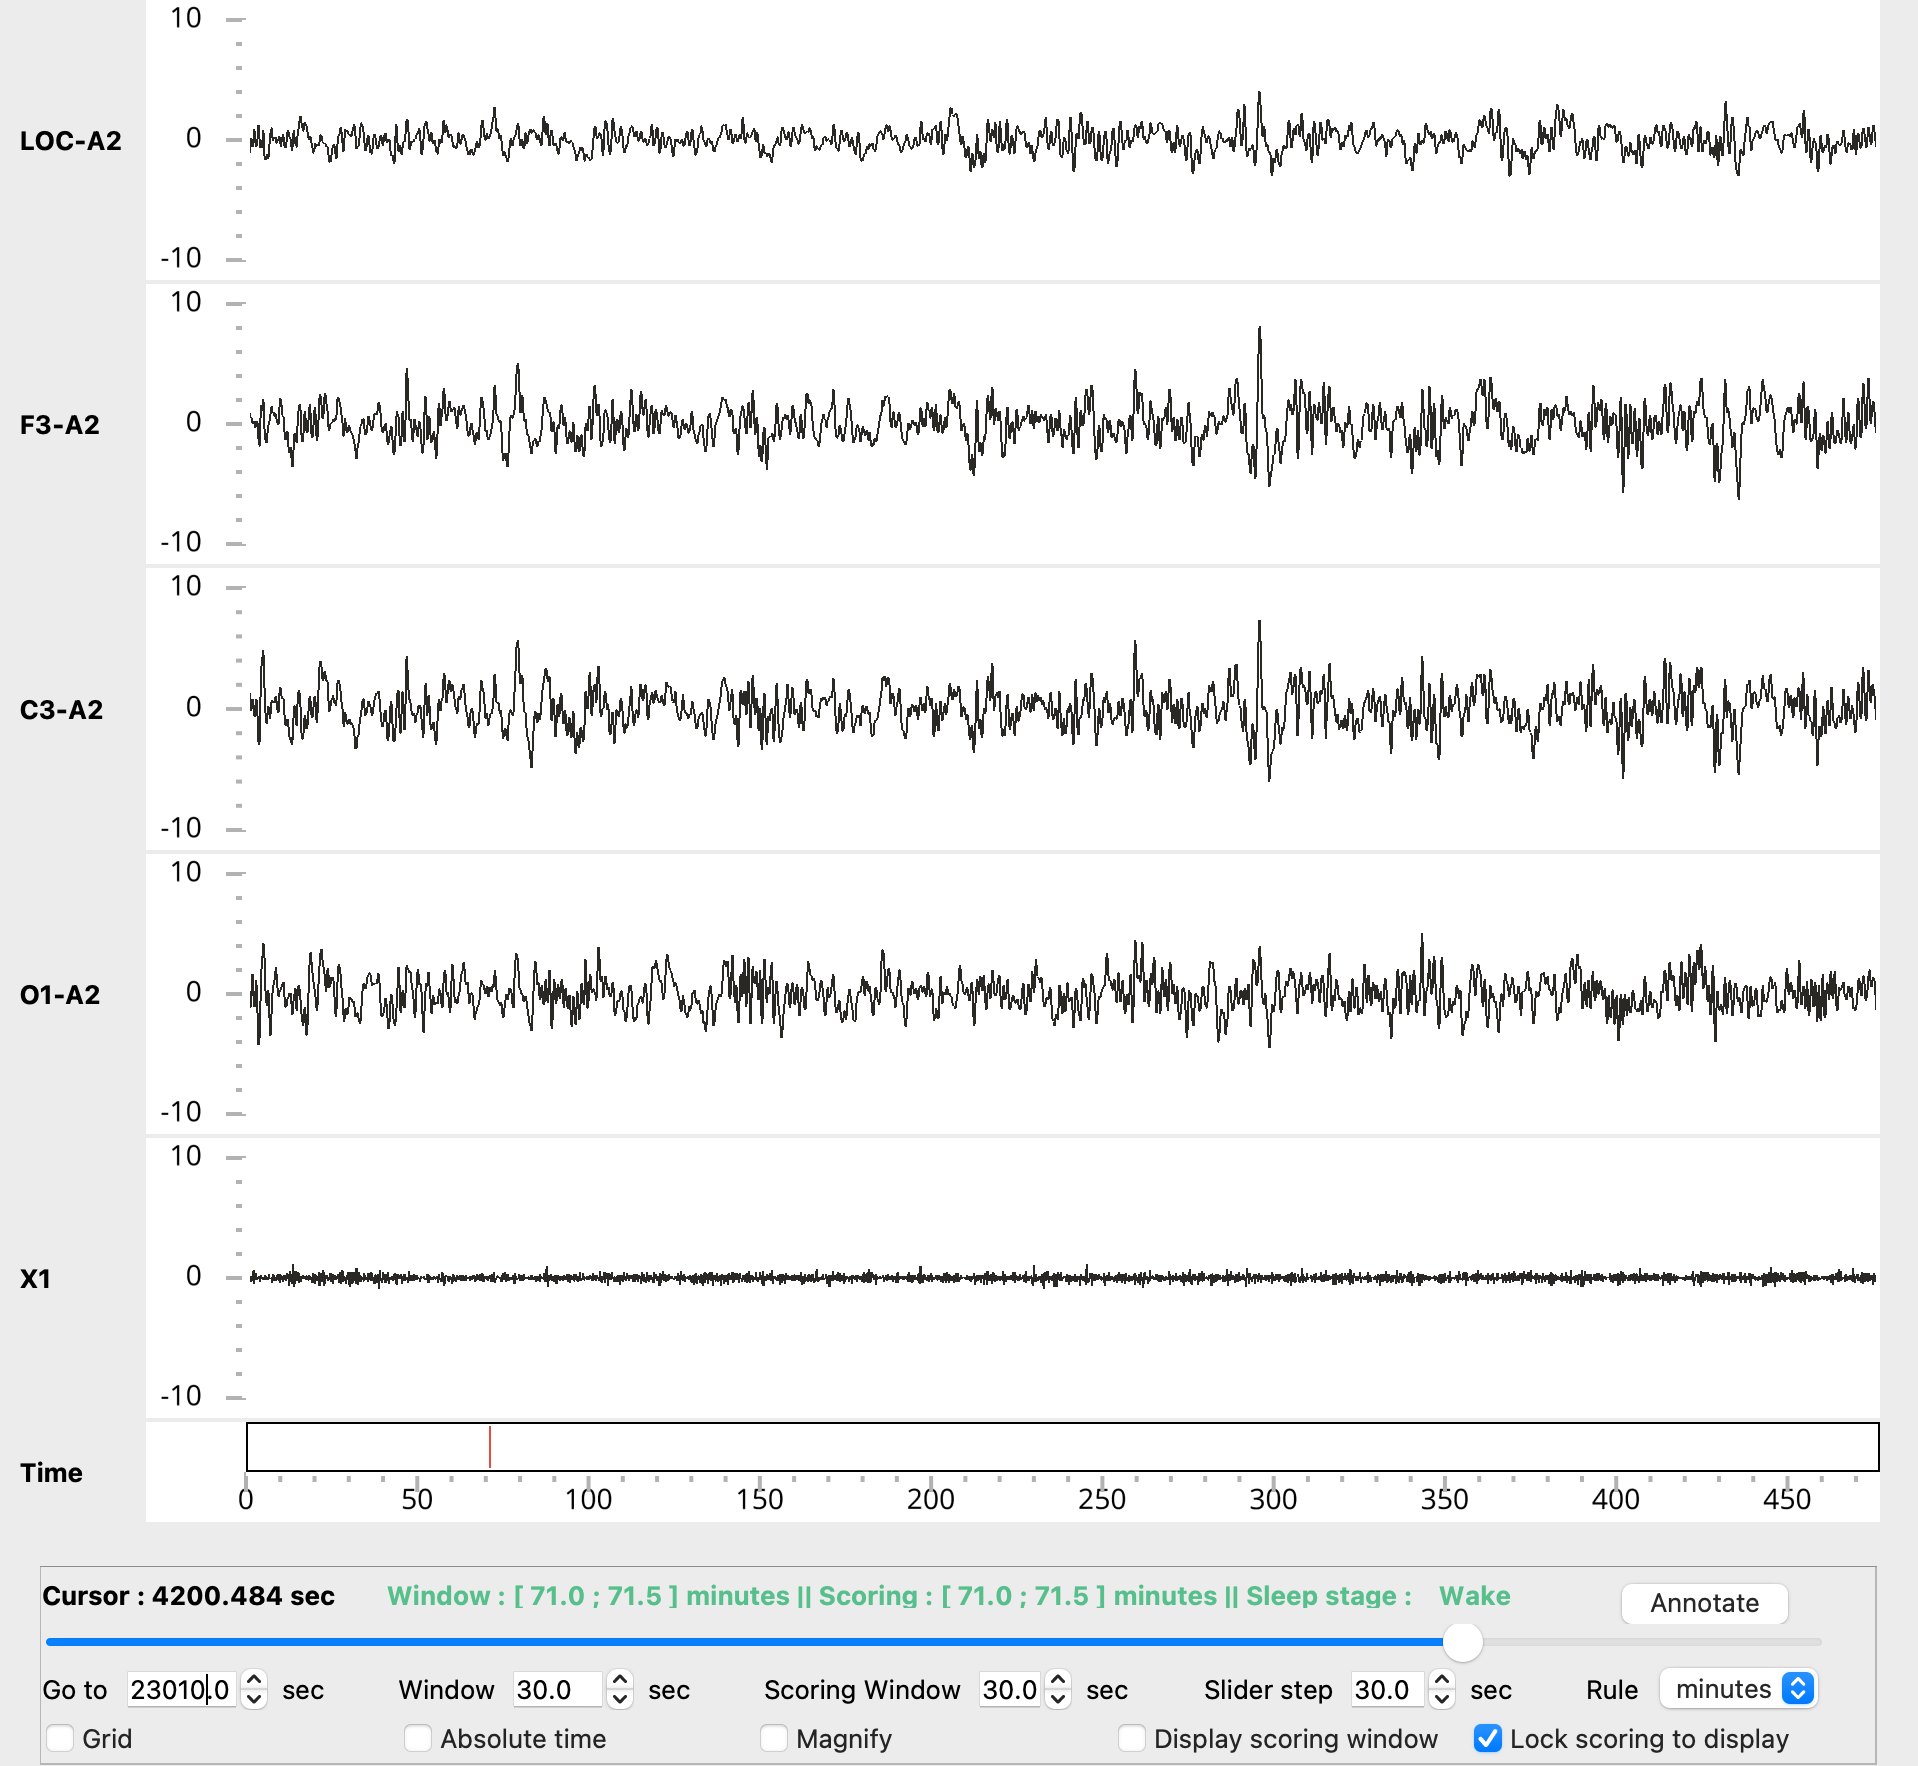 10
LOC-A2
0
-10
10
F3-A2
0
-10
10
C3-A2
0
-10
10
O1-A2
0
-10
10
X1
0
-10
Time
0 50 100 150 200 250 300 350 400 450
Cursor : 4200.484 sec Window : [ 71.0 ; 71.5 ] minutes || Scoring : [ 71.0 ; 71.5 ] minutes || Sleep stage : Wake Annotate
Go to 23010.0 sec Window 30.0 sec Scoring Window 30.0 sec Slider step 30.0 sec Rule minutes
Grid Absolute time Magnify Display scoring window Lock scoring to display